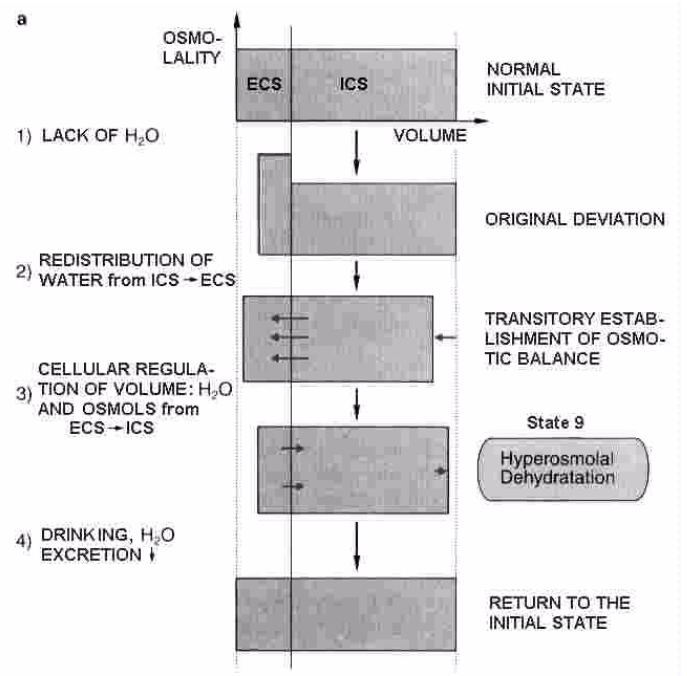 a
OSMO-
LALITY
ECS
ICS
NORMAL
INITIAL STATE
VOLUME
1) LACK OF H₂O
ORIGINAL DEVIATION
2) REDISTRIBUTION OF
WATER from ICS → ECS
TRANSITORY ESTAB-
LISHMENT OF OSMO-
TIC BALANCE
3) CELLULAR REGULA-
TION OF VOLUME: H₂O
AND OSMOLS from
ECS → ICS
State 9
Hyperosmolal
Dehydratation
4) DRINKING, H₂O
EXCRETION ↓
RETURN TO THE
INITIAL STATE